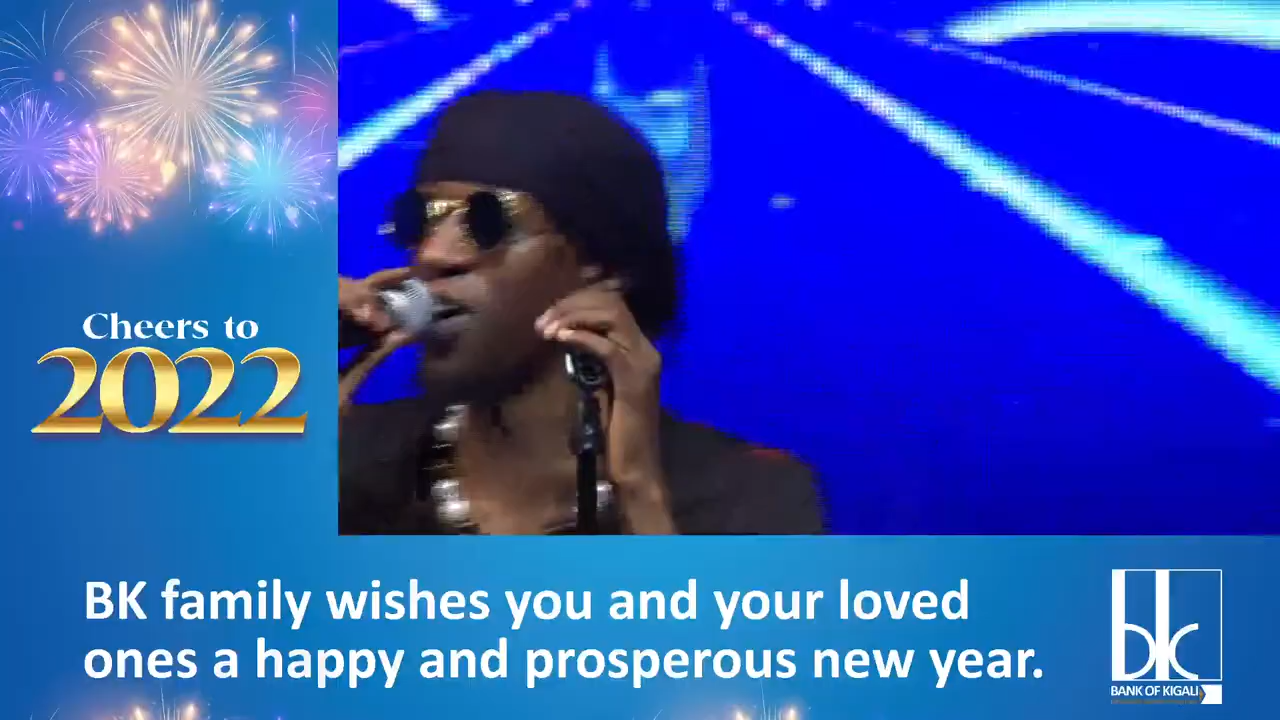 Cheers to
2022
BK family wishes you and your loved
ones a happy and prosperous new year.
bk
BANK OF KIGALI